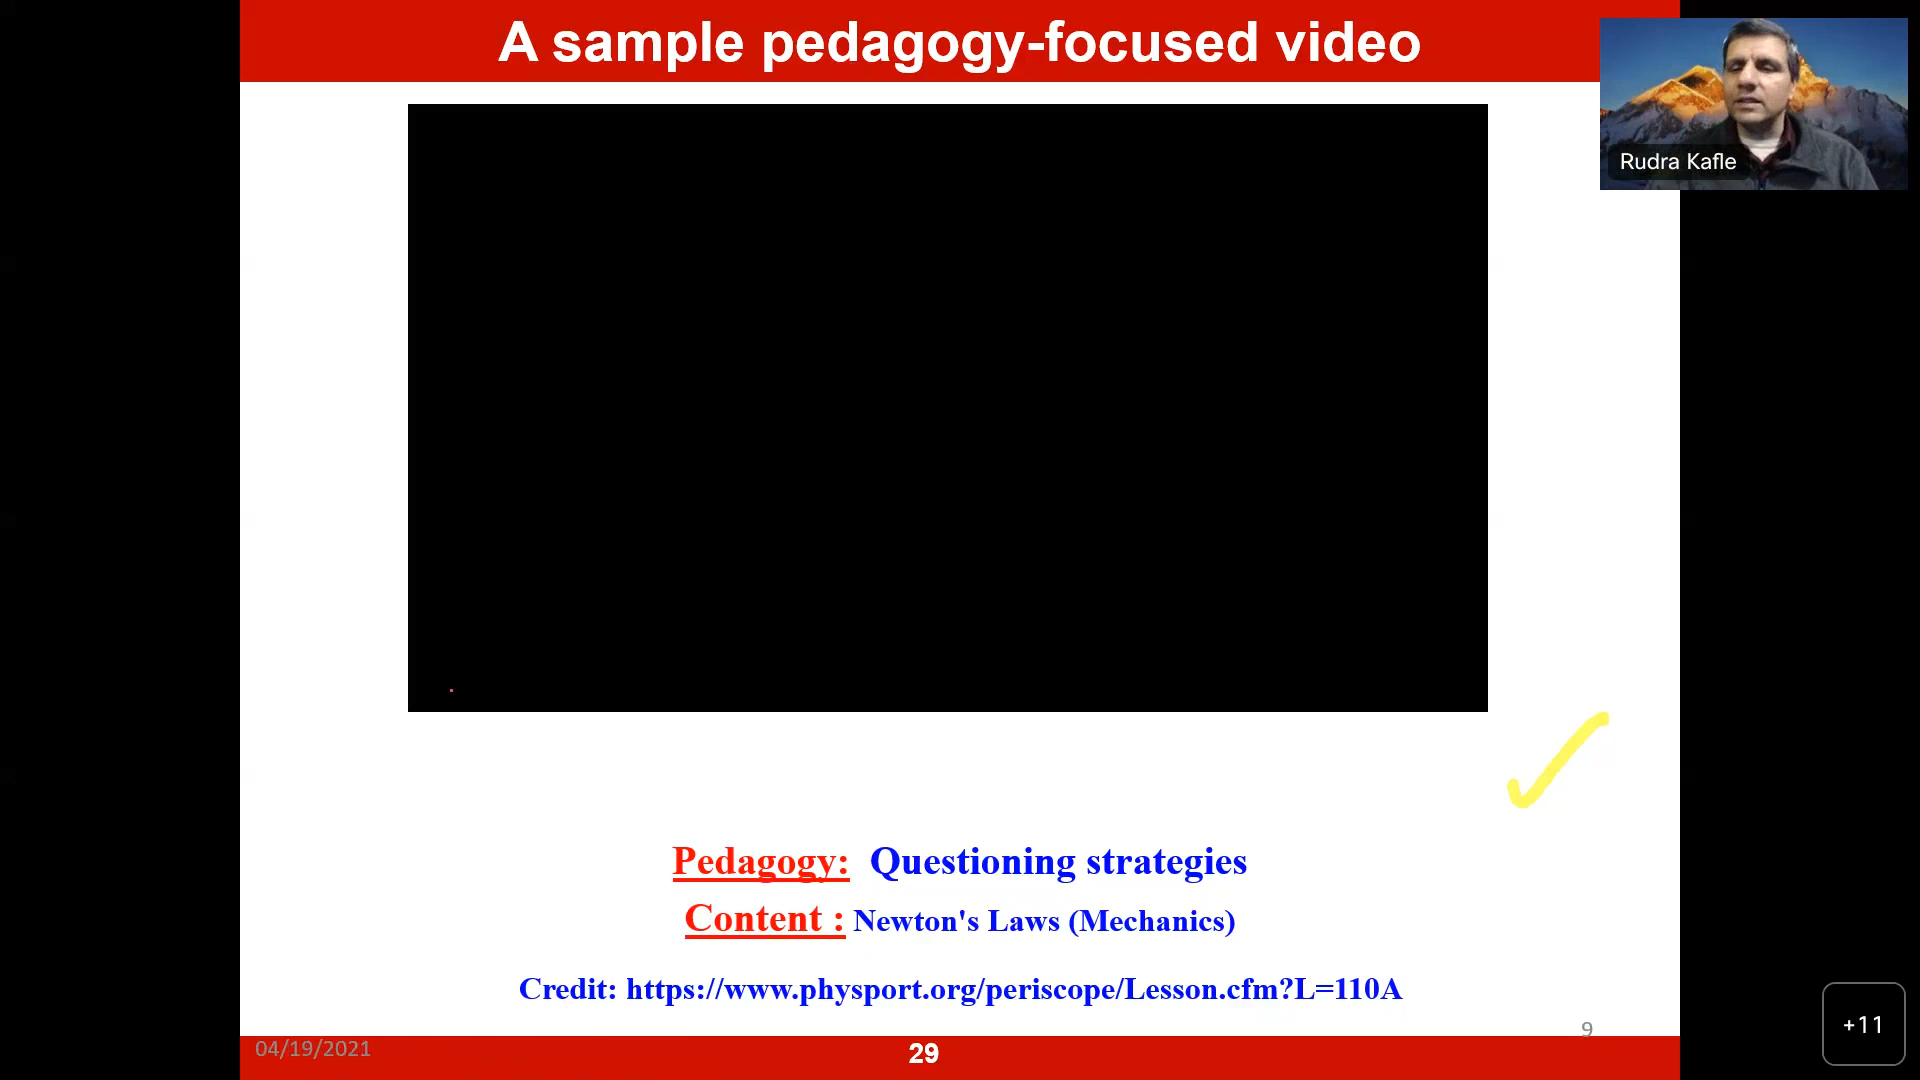 A sample pedagogy-focused video
Rudra Kafle
Pedagogy: Questioning strategies
Content : Newton's Laws (Mechanics)
Credit: https://www.physport.org/periscope/Lesson.cfm?L=110A
9
04/19/2021
29
+11